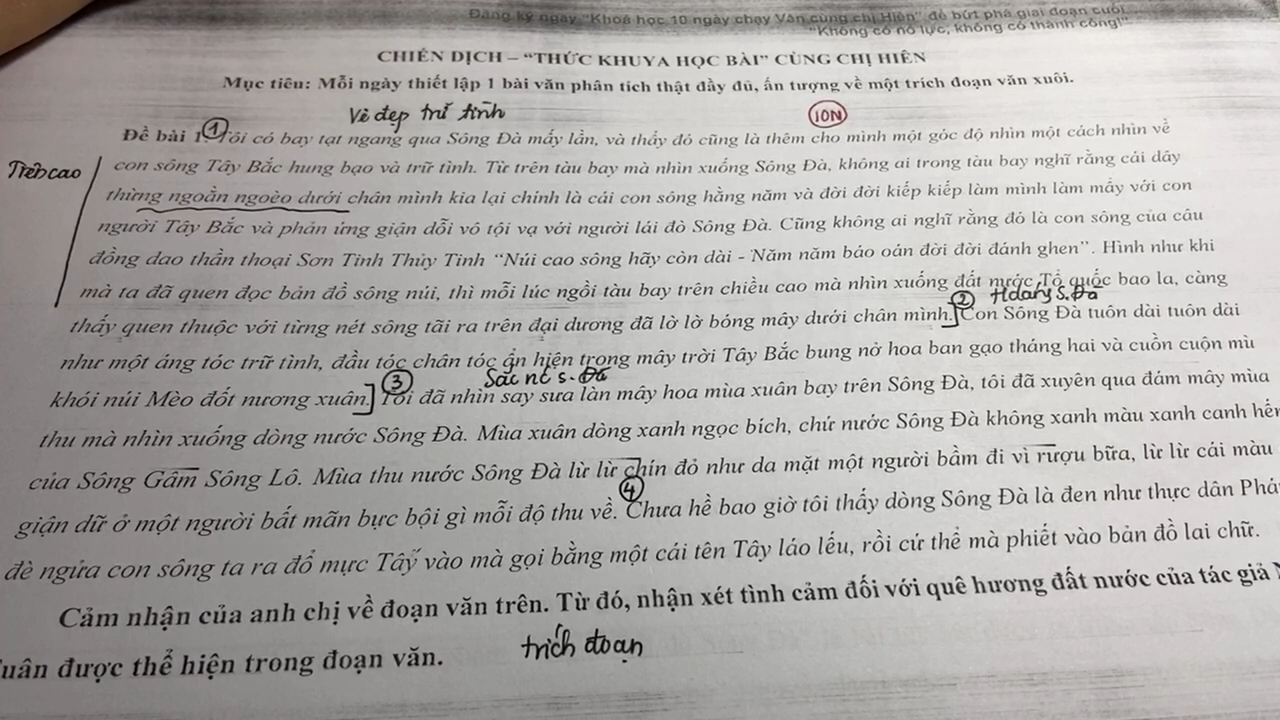 Đăng ký ngay "Khoá học 10 ngày chạy Văn cùng chị Hiên" để bứt phá giai đoạn cuối
"Không có nỗ lực, không có thành công!"
CHIẾN DỊCH – "THỨC KHUYA HỌC BÀI" CÙNG CHỊ HIÊN
Mục tiêu: Mỗi ngày thiết lập 1 bài văn phân tích thật đầy đủ, ấn tượng về một trích đoạn văn xuôi.
Vẻ đẹp trữ tình
ION
Đề bài 1: ① Tôi có bay tạt ngang qua Sông Đà mấy lần, và thấy đó cũng là thêm cho mình một góc độ nhìn một cách nhìn về
Trên cao
con sông Tây Bắc hung bạo và trữ tình. Từ trên tàu bay mà nhìn xuống Sông Đà, không ai trong tàu bay nghĩ rằng cái dây
thừng ngoằn ngoèo dưới chân mình kia lại chính là cái con sông hằng năm và đời đời kiếp kiếp làm mình làm mẩy với con
người Tây Bắc và phản ứng giận dỗi vô tội vạ với người lái đò Sông Đà. Cũng không ai nghĩ rằng đó là con sông của câu
đồng dao thần thoại Sơn Tinh Thủy Tinh "Núi cao sông hãy còn dài - Năm năm báo oán đời đời đánh ghen". Hình như khi
mà ta đã quen đọc bản đồ sông núi, thì mỗi lúc ngồi tàu bay trên chiều cao mà nhìn xuống đất nước Tổ quốc bao la, càng
② H.dáng S.Đà
thấy quen thuộc với từng nét sông tãi ra trên đại dương đã lờ lờ bóng mây dưới chân mình.] Con Sông Đà tuôn dài tuôn dài
như một áng tóc trữ tình, đầu tóc chân tóc ẩn hiện trong mây trời Tây Bắc bung nở hoa ban gạo tháng hai và cuồn cuộn mù
③ Sắc nc S.Đà
khói núi Mèo đốt nương xuân.] Tôi đã nhìn say sưa làn mây hoa mùa xuân bay trên Sông Đà, tôi đã xuyên qua đám mây mùa
thu mà nhìn xuống dòng nước Sông Đà. Mùa xuân dòng xanh ngọc bích, chứ nước Sông Đà không xanh màu xanh canh hến
của Sông Gâm Sông Lô. Mùa thu nước Sông Đà lừ lừ chín đỏ như da mặt một người bầm đi vì rượu bữa, lừ lừ cái màu
④
giận dữ ở một người bất mãn bực bội gì mỗi độ thu về. Chưa hề bao giờ tôi thấy dòng Sông Đà là đen như thực dân Phá
đè ngửa con sông ta ra đổ mực Tây vào mà gọi bằng một cái tên Tây láo lếu, rồi cứ thế mà phiết vào bản đồ lai chữ.
Cảm nhận của anh chị về đoạn văn trên. Từ đó, nhận xét tình cảm đối với quê hương đất nước của tác giả N
uân được thể hiện trong đoạn văn.
trích đoạn